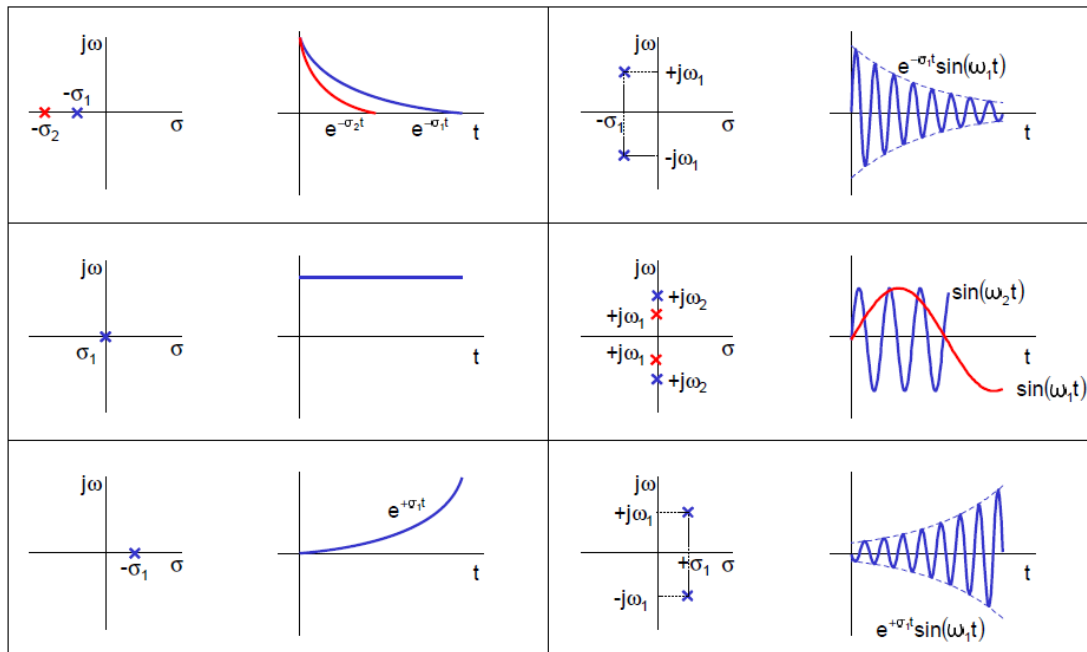 jω
-σ₁
-σ₂
σ
e^-σ₂t
e^-σ₁t
t
jω
+jω₁
-σ₁
-jω₁
σ
e^-σ₁t sin(ω₁t)
t
jω
σ₁
σ
t
jω
+jω₂
+jω₁
+jω₁
+jω₂
σ
sin(ω₂t)
t
sin(ω₁t)
jω
-σ₁
σ
e^+σ₁t
t
jω
+jω₁
+σ₁
σ
-jω₁
t
e^+σ₁t sin(ω₁t)